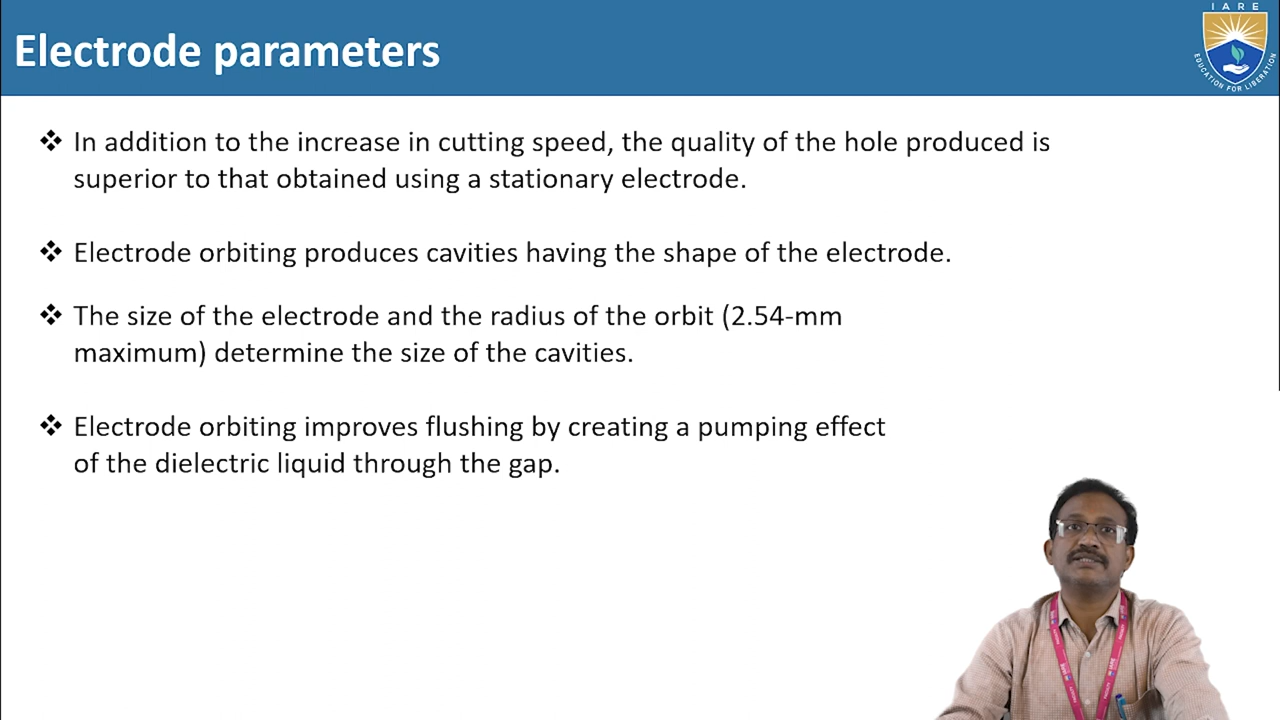 I A R E
Electrode parameters
EDUCATION FOR LIBERATION
❖ In addition to the increase in cutting speed, the quality of the hole produced is
superior to that obtained using a stationary electrode.
❖ Electrode orbiting produces cavities having the shape of the electrode.
❖ The size of the electrode and the radius of the orbit (2.54-mm
maximum) determine the size of the cavities.
❖ Electrode orbiting improves flushing by creating a pumping effect
of the dielectric liquid through the gap.